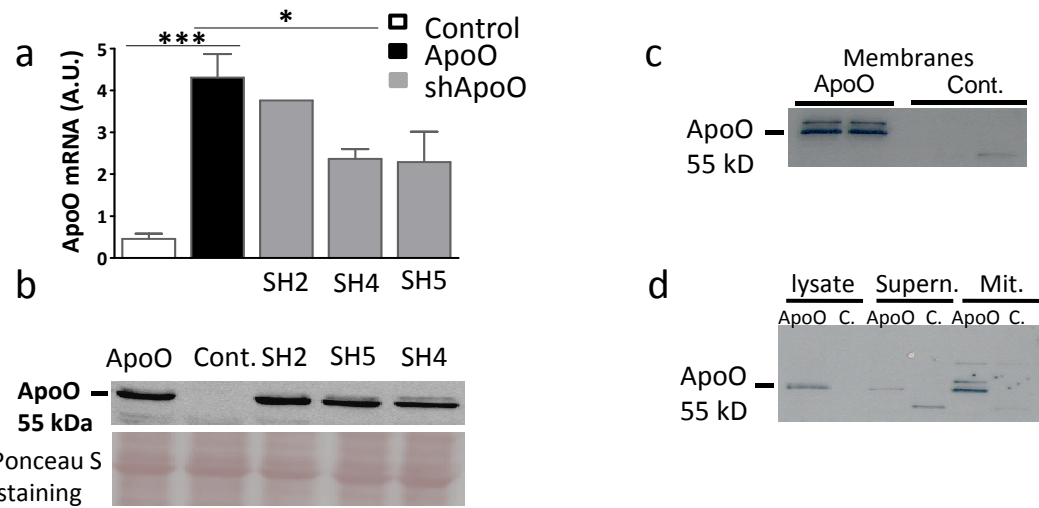 a
***
*
Control
ApoO
shApoO
ApoO mRNA (A.U.)
5
4
3
2
1
0
SH2 SH4 SH5
b
ApoO Cont. SH2 SH5 SH4
ApoO
55 kDa
Ponceau S
staining
c
Membranes
ApoO Cont.
ApoO
55 kD
d
lysate Supern. Mit.
ApoO C. ApoO C. ApoO C.
ApoO
55 kD